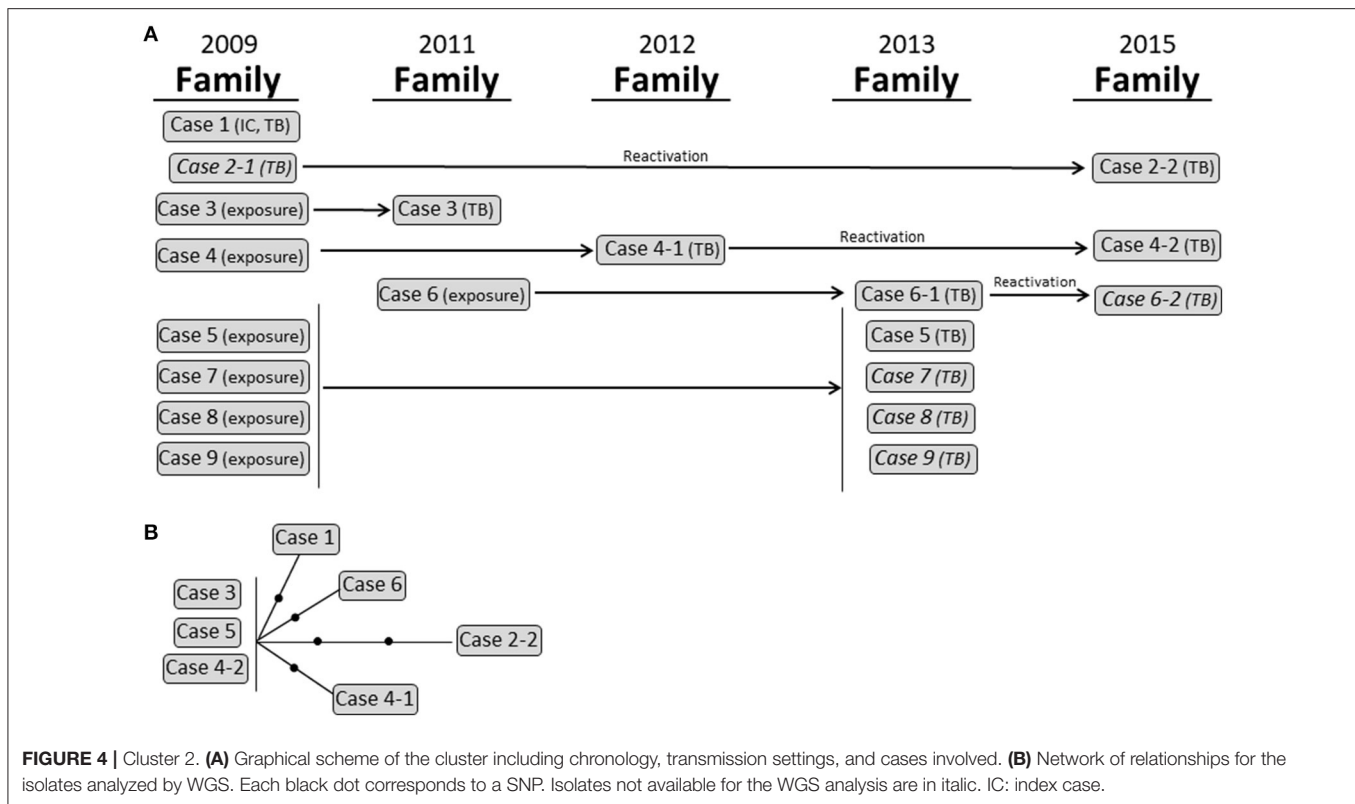 A
2009 2011 2012 2013 2015
Family Family Family Family Family
Case 1 (IC, TB)
Case 2-1 (TB) Reactivation Case 2-2 (TB)
Case 3 (exposure) Case 3 (TB)
Case 4 (exposure) Case 4-1 (TB) Reactivation Case 4-2 (TB)
Case 6 (exposure) Case 6-1 (TB) Reactivation Case 6-2 (TB)
Case 5 (exposure) Case 5 (TB)
Case 7 (exposure) Case 7 (TB)
Case 8 (exposure) Case 8 (TB)
Case 9 (exposure) Case 9 (TB)
B
Case 1
Case 3 Case 6
Case 5 Case 2-2
Case 4-2
Case 4-1
FIGURE 4 | Cluster 2. (A) Graphical scheme of the cluster including chronology, transmission settings, and cases involved. (B) Network of relationships for the
isolates analyzed by WGS. Each black dot corresponds to a SNP. Isolates not available for the WGS analysis are in italic. IC: index case.